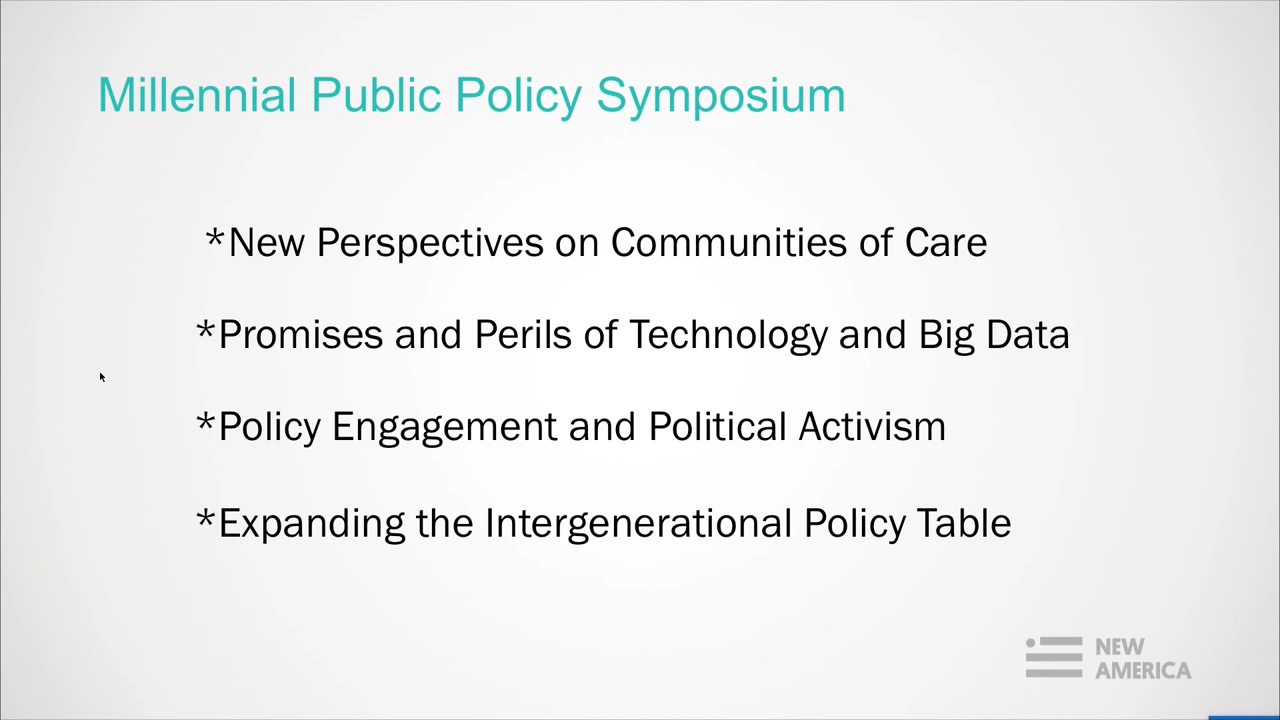 Millennial Public Policy Symposium
*New Perspectives on Communities of Care
*Promises and Perils of Technology and Big Data
*Policy Engagement and Political Activism
*Expanding the Intergenerational Policy Table
NEW
AMERICA